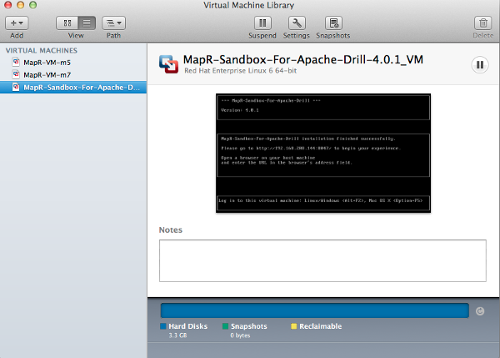 Virtual Machine Library
Add
View
Path
Suspend
Settings
Snapshots
Delete
VIRTUAL MACHINES
MapR-VM-m5
MapR-VM-m7
MapR-Sandbox-For-Apache-D...
MapR-Sandbox-For-Apache-Drill-4.0.1_VM
Red Hat Enterprise Linux 6 64-bit
--- MapR-Sandbox-For-Apache-Drill ---
Version: 4.0.1
MapR-Sandbox-For-Apache-Drill installation finished successfully.
Please go to to begin your experience.
Open a browser on your host machine
and enter the URL in the browser's address field.
Log in to this virtual machine: Linux/Windows <Alt+F2>, Mac OS X <Option+F5>
Notes
Hard Disks
3.3 GB
Snapshots
0 bytes
Reclaimable